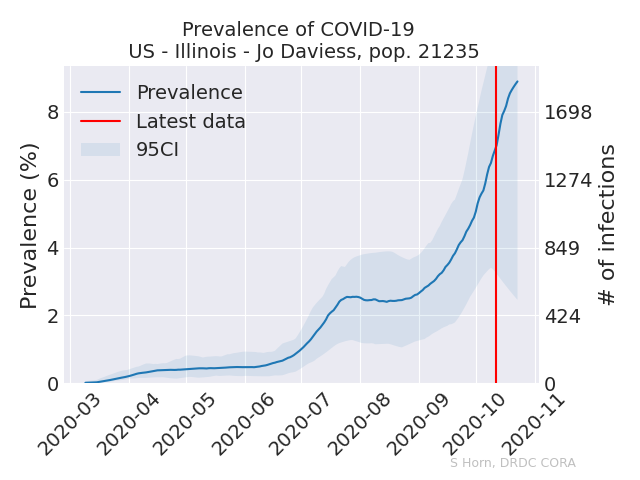 Prevalence of COVID-19
US - Illinois - Jo Daviess, pop. 21235
Prevalence
Latest data
95CI
Prevalence (%)
8
6
4
2
0
1698
1274
849
424
0
# of infections
2020-03
2020-04
2020-05
2020-06
2020-07
2020-08
2020-09
2020-10
2020-11
S Horn, DRDC CORA